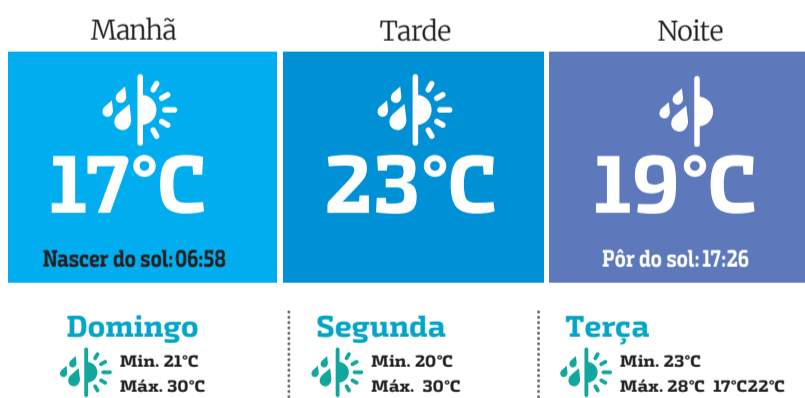 Manhã
Tarde
Noite
17°C
23°C
19°C
Nascer do sol: 06:58
Pôr do sol: 17:26
Domingo
Min. 21°C
Máx. 30°C
Segunda
Min. 20°C
Máx. 30°C
Terça
Min. 23°C
Máx. 28°C 17°C22°C